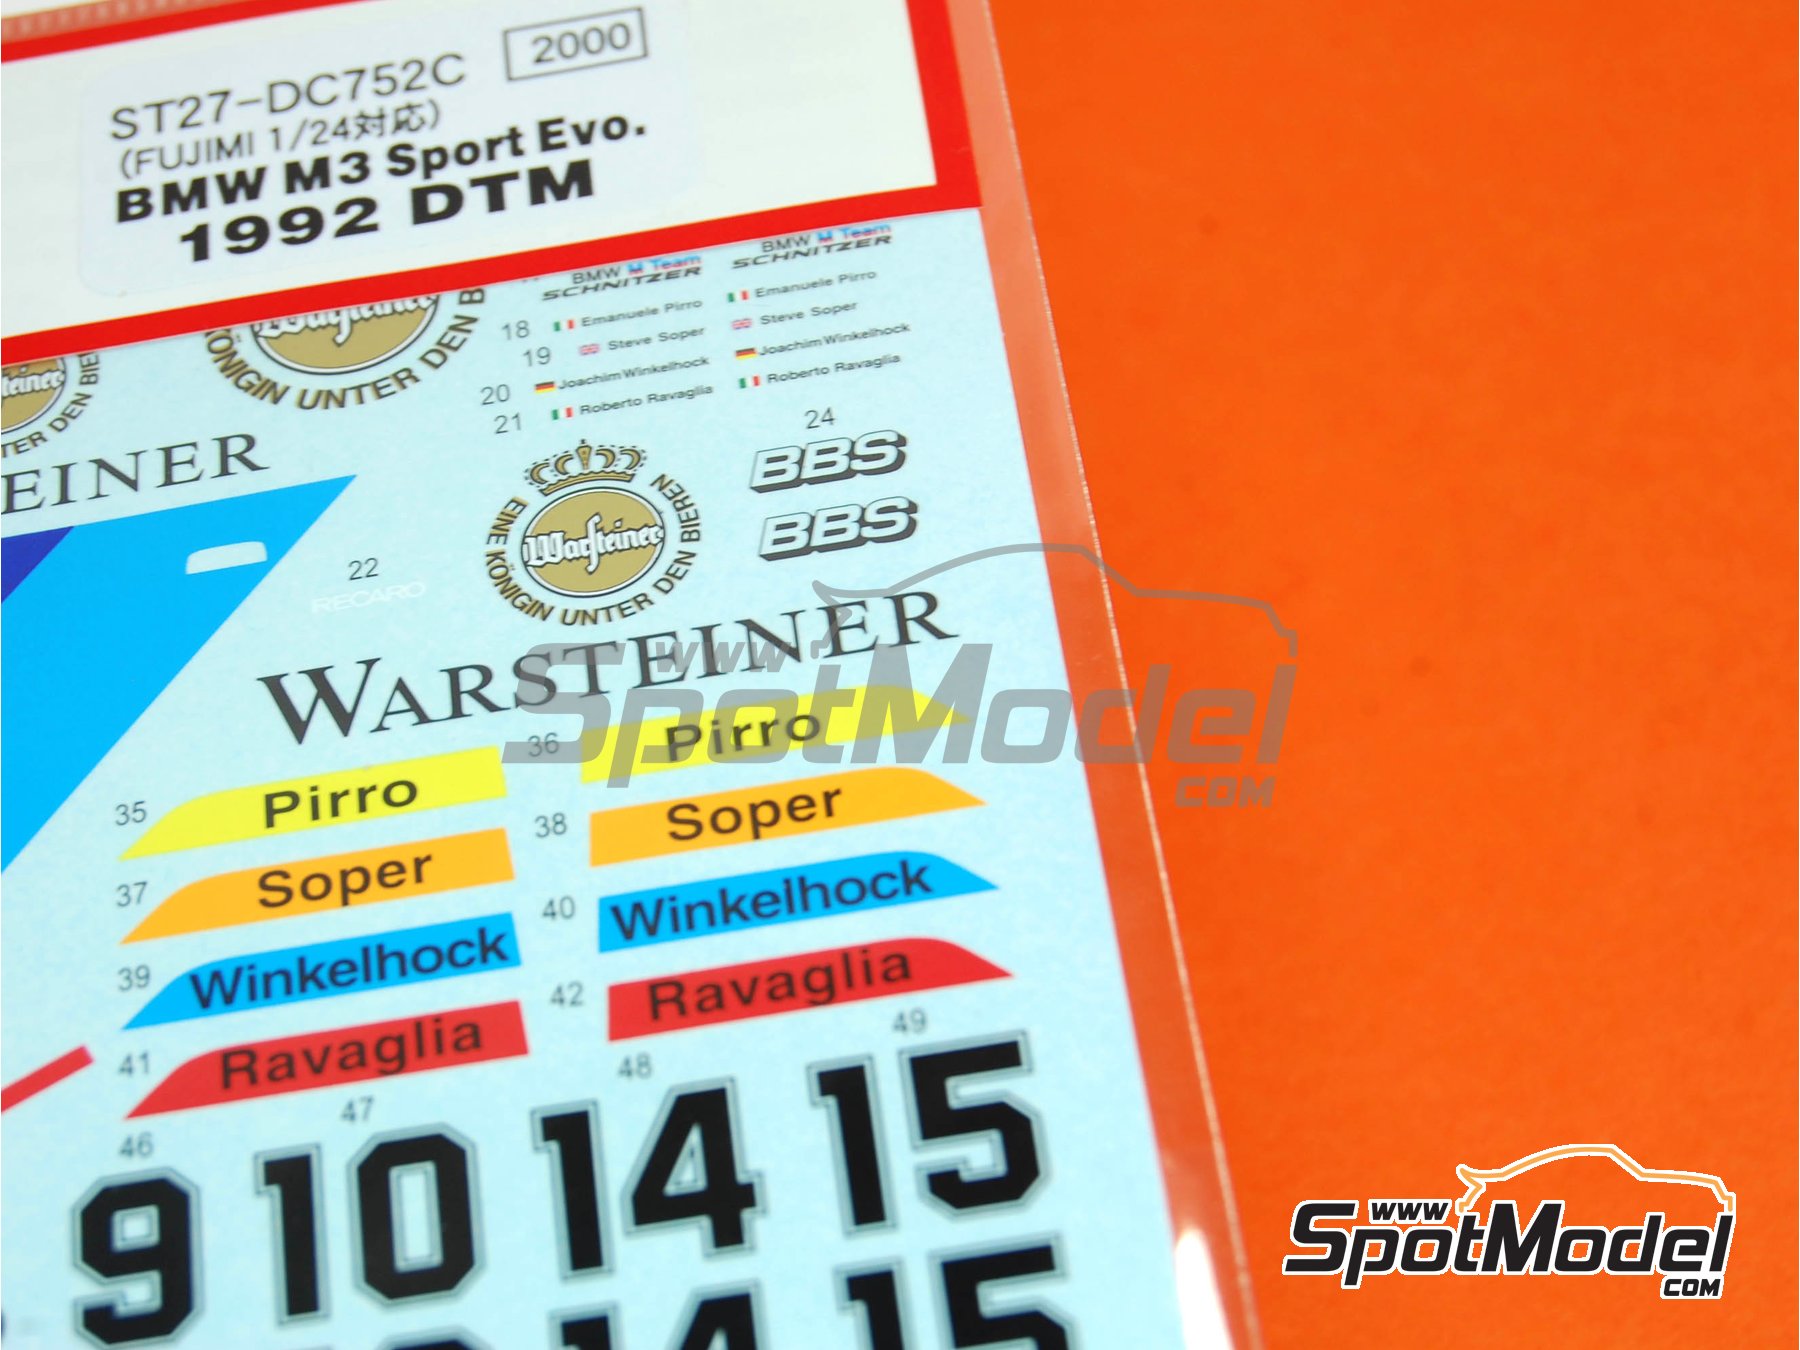 ST27-DC752C 2000
(FUJIMI 1/24対応)
BMW M3 Sport Evo.
1992 DTM
BMW M Team
SCHNITZER
BMW M Team
SCHNITZER
18 Emanuele Pirro
Emanuele Pirro
19 Steve Soper
Steve Soper
20 Joachim Winkelhock
Joachim Winkelhock
21 Roberto Ravaglia
Roberto Ravaglia
Warsteiner
KÖNIGIN UNTER DEN
DEN BIER
EINER
24
BBS
BBS
EINE KÖNIGIN UNTER DEN BIEREN
Warsteiner
22
RECARO
WARSTEINER
www
SpotModel
.COM
35 Pirro
36 Pirro
37 Soper
38 Soper
39 Winkelhock
40 Winkelhock
41 Ravaglia
42 Ravaglia
46 47 48 49
9 10 14 15
15
www
SpotModel
.COM